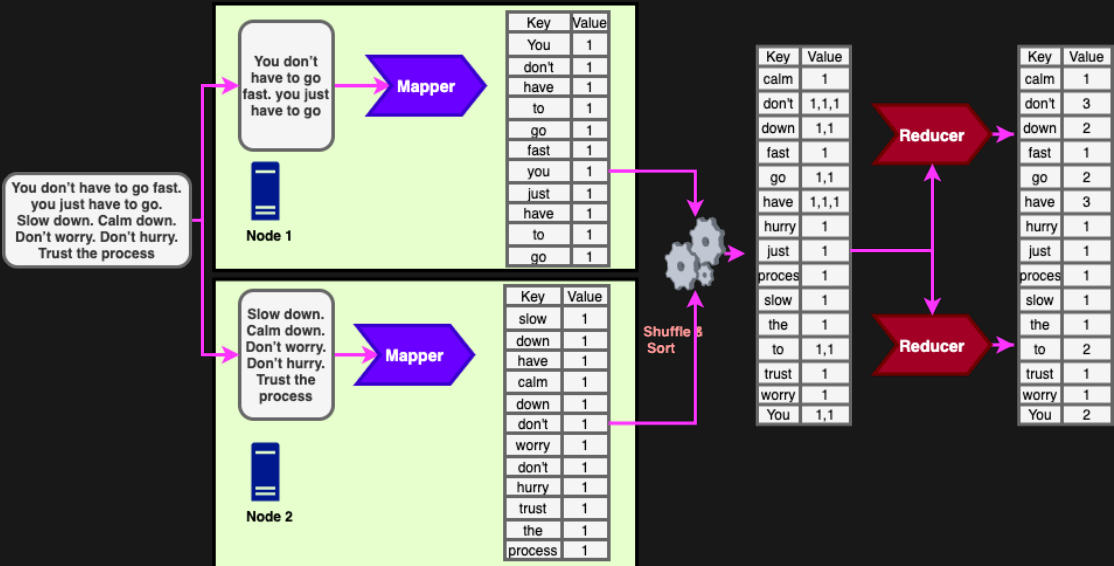 You don't have to go fast.
you just have to go.
Slow down. Calm down.
Don't worry. Don't hurry.
Trust the process
You don't
have to go
fast. you just
have to go
Mapper
Node 1
Key Value
You 1
don't 1
have 1
to 1
go 1
fast 1
you 1
just 1
have 1
to 1
go 1
Slow down.
Calm down.
Don't worry.
Don't hurry.
Trust the
process
Mapper
Node 2
Key Value
slow 1
down 1
have 1
calm 1
down 1
don't 1
worry 1
don't 1
hurry 1
trust 1
the 1
process 1
Shuffle &
Sort
Key Value
calm 1
don't 1,1,1
down 1,1
fast 1
go 1,1
have 1,1,1
hurry 1
just 1
proces 1
slow 1
the 1
to 1,1
trust 1
worry 1
You 1,1
Reducer
Reducer
Key Value
calm 1
don't 3
down 2
fast 1
go 2
have 3
hurry 1
just 1
proces 1
slow 1
the 1
to 2
trust 1
worry 1
You 2